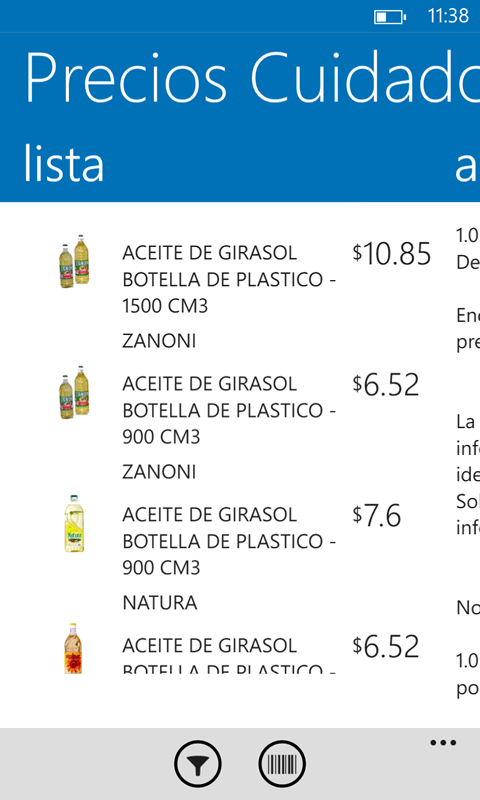 11:38
Precios Cuidado
lista
a
ACEITE DE GIRASOL
BOTELLA DE PLASTICO -
1500 CM3
ZANONI
$10.85
ACEITE DE GIRASOL
BOTELLA DE PLASTICO -
900 CM3
ZANONI
$6.52
ACEITE DE GIRASOL
BOTELLA DE PLASTICO -
900 CM3
NATURA
$7.6
ACEITE DE GIRASOL
BOTELLA DE PLASTICO -
$6.52
1.0
De
En
pre
La
inf
ide
Sol
inf
No
1.0
po